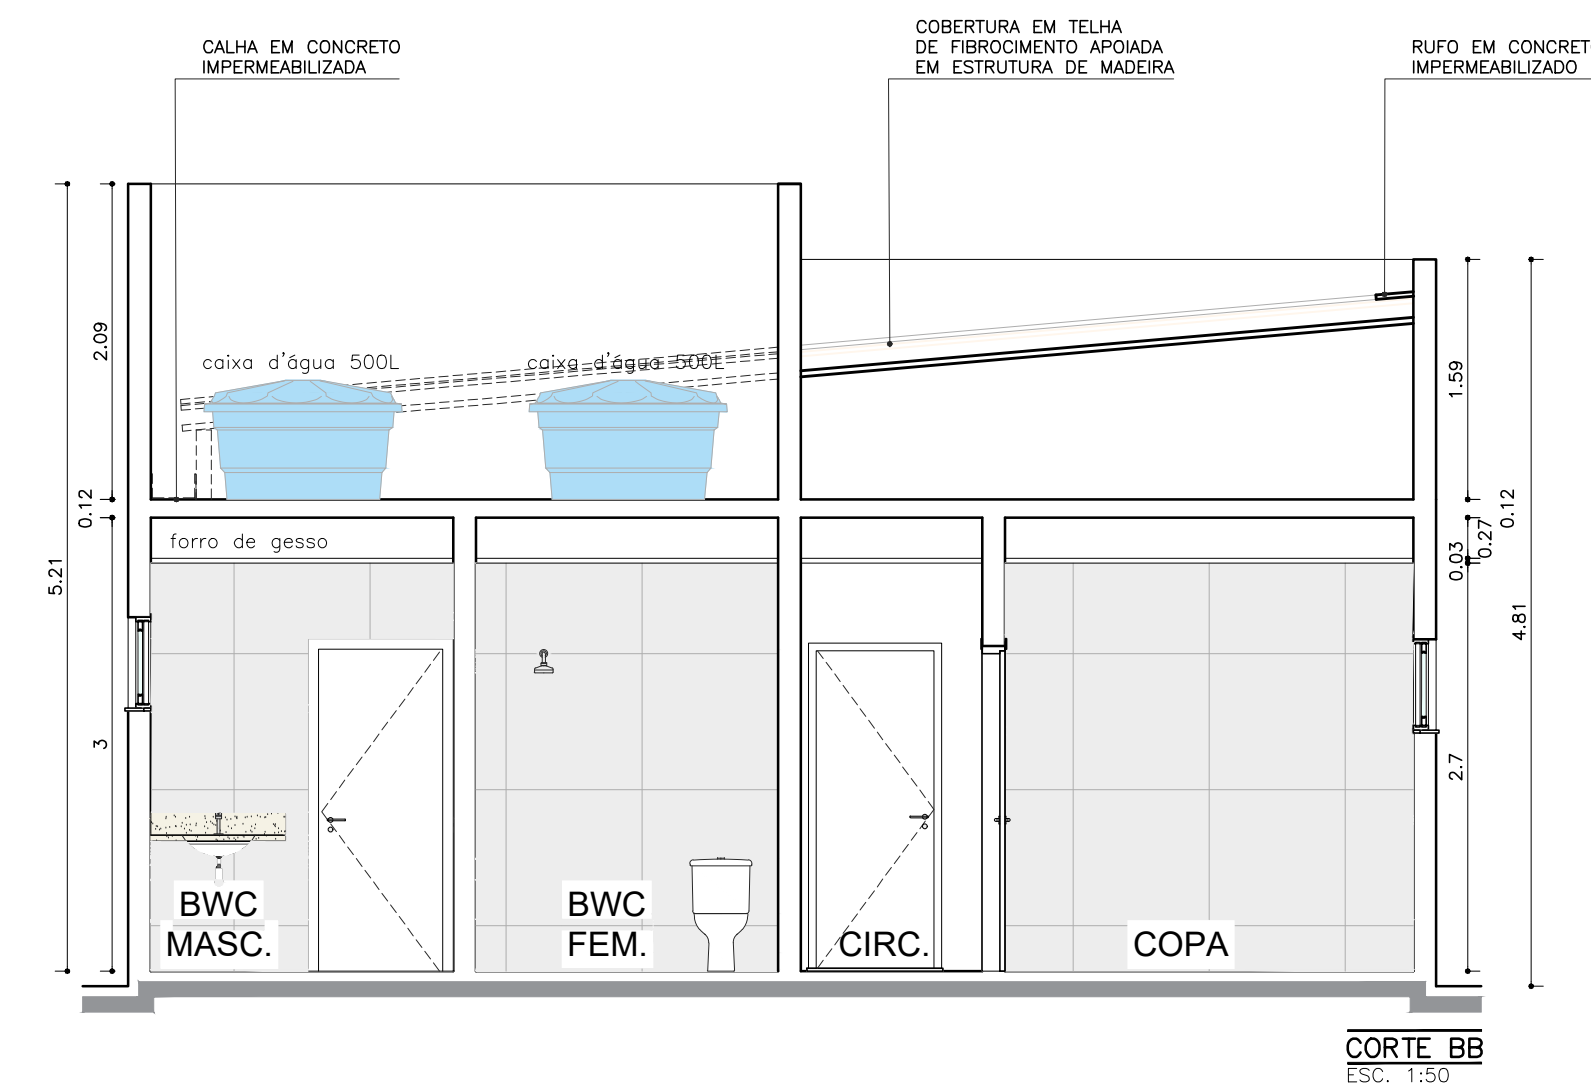 CALHA EM CONCRETO
IMPERMEABILIZADA
COBERTURA EM TELHA
DE FIBROCIMENTO APOIADA
EM ESTRUTURA DE MADEIRA
RUFO EM CONCRET
IMPERMEABILIZADO
2.09
0.12
5.21
3
caixa d'água 500L
caixa d'água 500L
forro de gesso
1.59
0.12
0.27
0.03
4.81
2.7
BWC
MASC.
BWC
FEM.
CIRC.
COPA
CORTE BB
ESC. 1:50